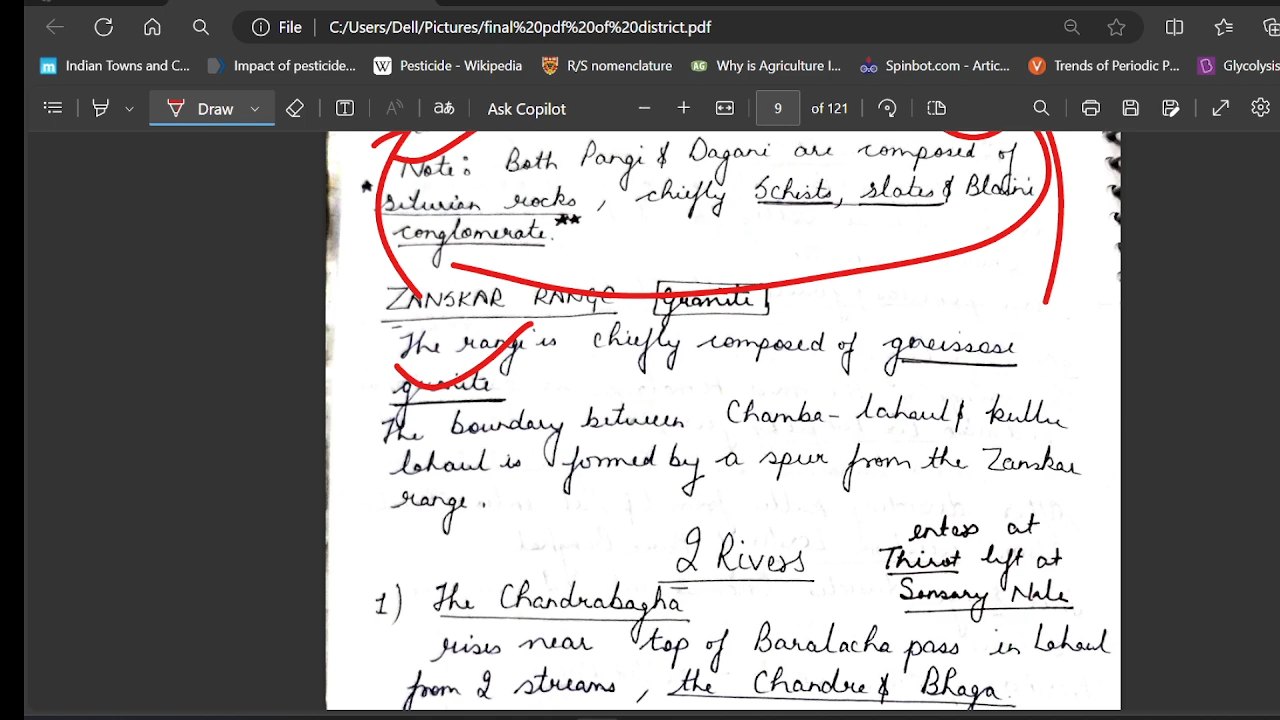 File C:/Users/Dell/Pictures/final%20pdf%20of%20district.pdf
Indian Towns and C... Impact of pesticide... Pesticide - Wikipedia R/S nomenclature Why is Agriculture I... Spinbot.com - Artic... Trends of Periodic P... Glycolysis
Draw Ask Copilot 9 of 121
Note: Both Pangi & Dagani are composed of
* silurian rocks, chiefly Schists, slates & Blaini
conglomerate. **
ZANSKAR RANGE granite
The range is chiefly composed of gneissose
granite
The boundary between Chamba-lahaul & kullu
lahaul is formed by a spur from the Zanskar
range.
2 Rivers
enters at
Thirot left at
Sansary Nala
1) The Chandrabagha
rises near top of Baralacha pass in Lahaul
from 2 streams, the Chandra & Bhaga.